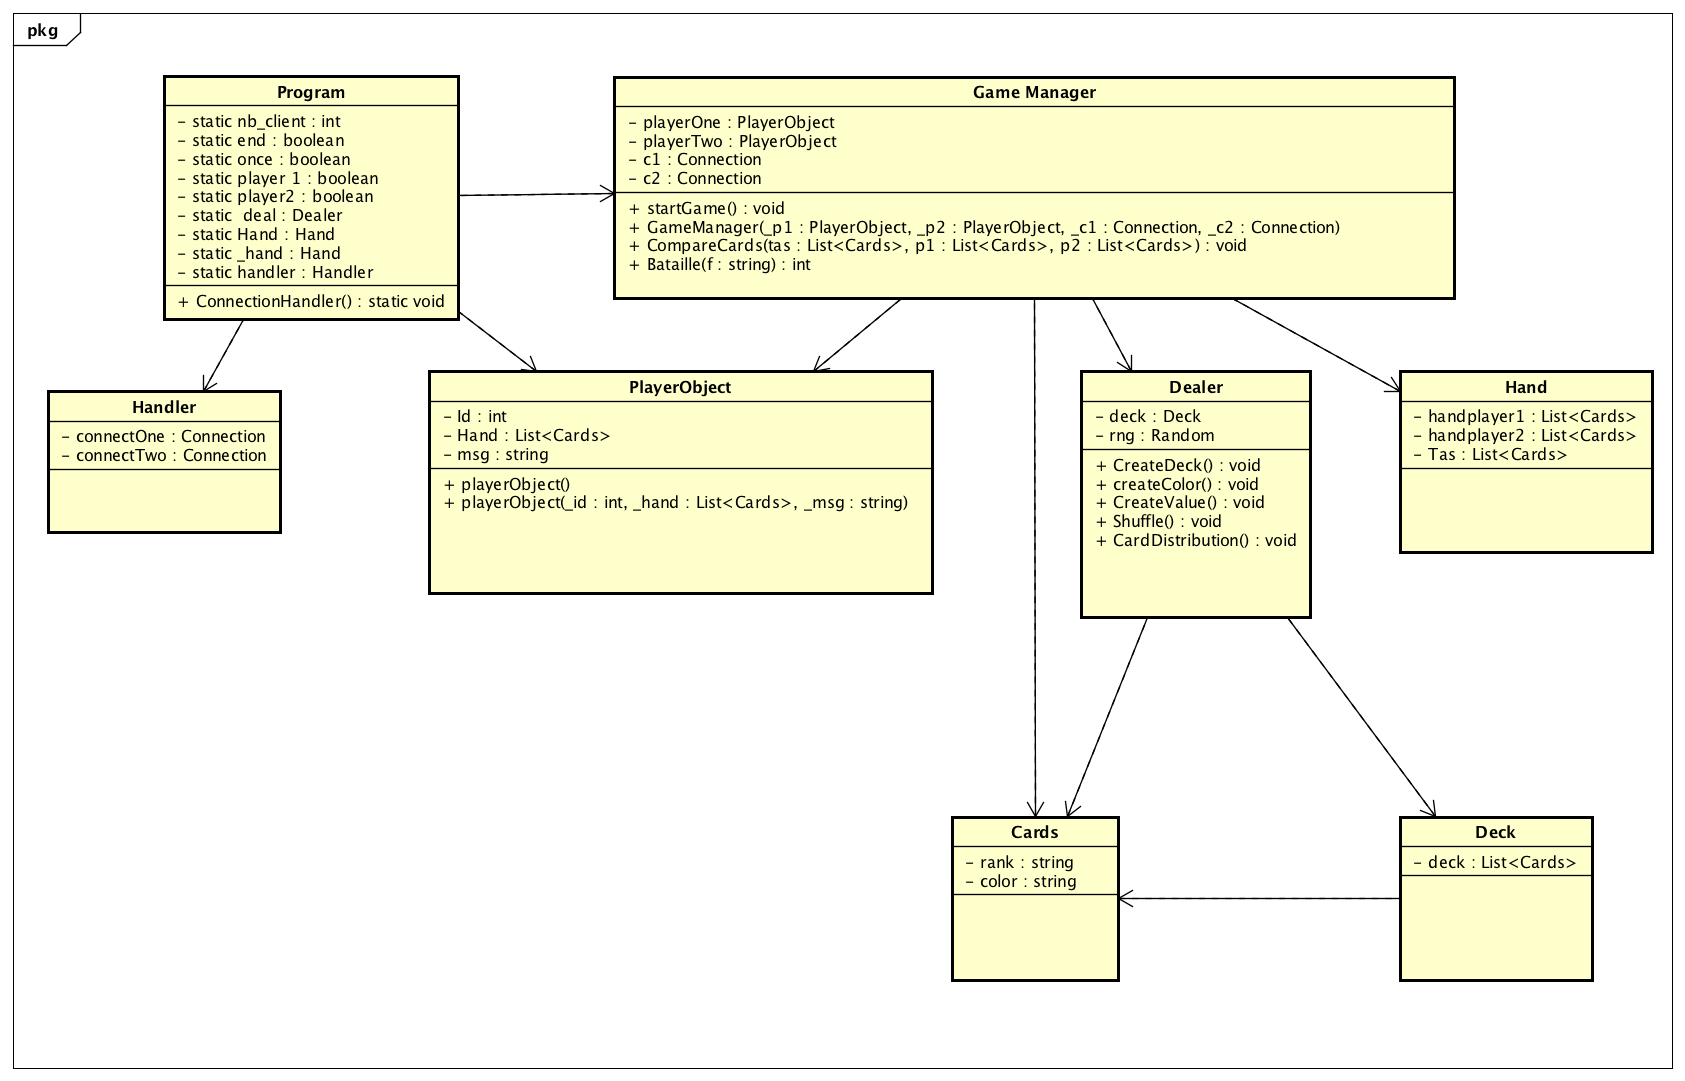 pkg
Program
- static nb_client : int
- static end : boolean
- static once : boolean
- static player 1 : boolean
- static player2 : boolean
- static  deal : Dealer
- static Hand : Hand
- static _hand : Hand
- static handler : Handler
+ ConnectionHandler() : static void
Game Manager
- playerOne : PlayerObject
- playerTwo : PlayerObject
- c1 : Connection
- c2 : Connection
+ startGame() : void
+ GameManager(_p1 : PlayerObject, _p2 : PlayerObject, _c1 : Connection, _c2 : Connection)
+ CompareCards(tas : List<Cards>, p1 : List<Cards>, p2 : List<Cards>) : void
+ Bataille(f : string) : int
Handler
- connectOne : Connection
- connectTwo : Connection
PlayerObject
- Id : int
- Hand : List<Cards>
- msg : string
+ playerObject()
+ playerObject(_id : int, _hand : List<Cards>, _msg : string)
Dealer
- deck : Deck
- rng : Random
+ CreateDeck() : void
+ createColor() : void
+ CreateValue() : void
+ Shuffle() : void
+ CardDistribution() : void
Hand
- handplayer1 : List<Cards>
- handplayer2 : List<Cards>
- Tas : List<Cards>
Cards
- rank : string
- color : string
Deck
- deck : List<Cards>